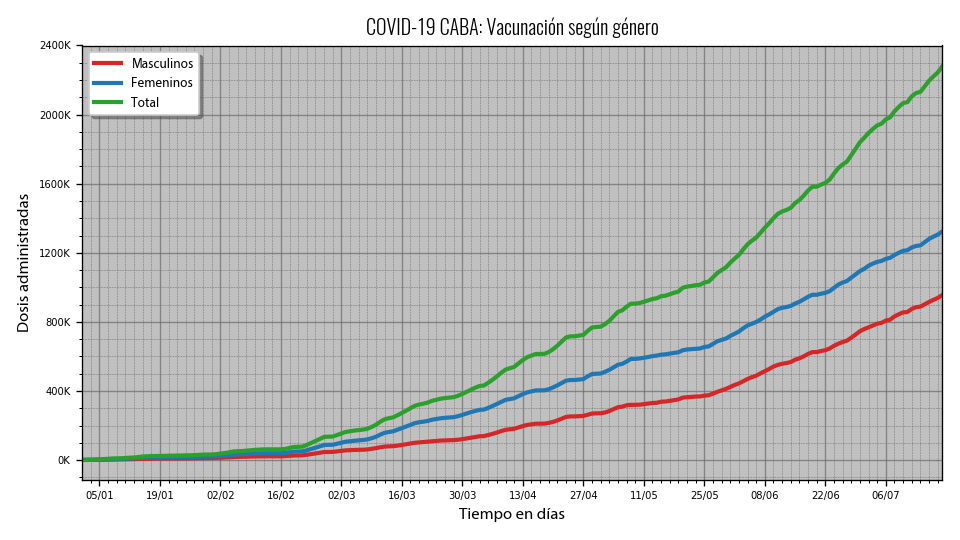 COVID-19 CABA: Vacunación según género
Masculinos
Femeninos
Total
Dosis administradas
2400K
2000K
1600K
1200K
800K
400K
0K
05/01 19/01 02/02 16/02 02/03 16/03 30/03 13/04 27/04 11/05 25/05 08/06 22/06 06/07
Tiempo en días